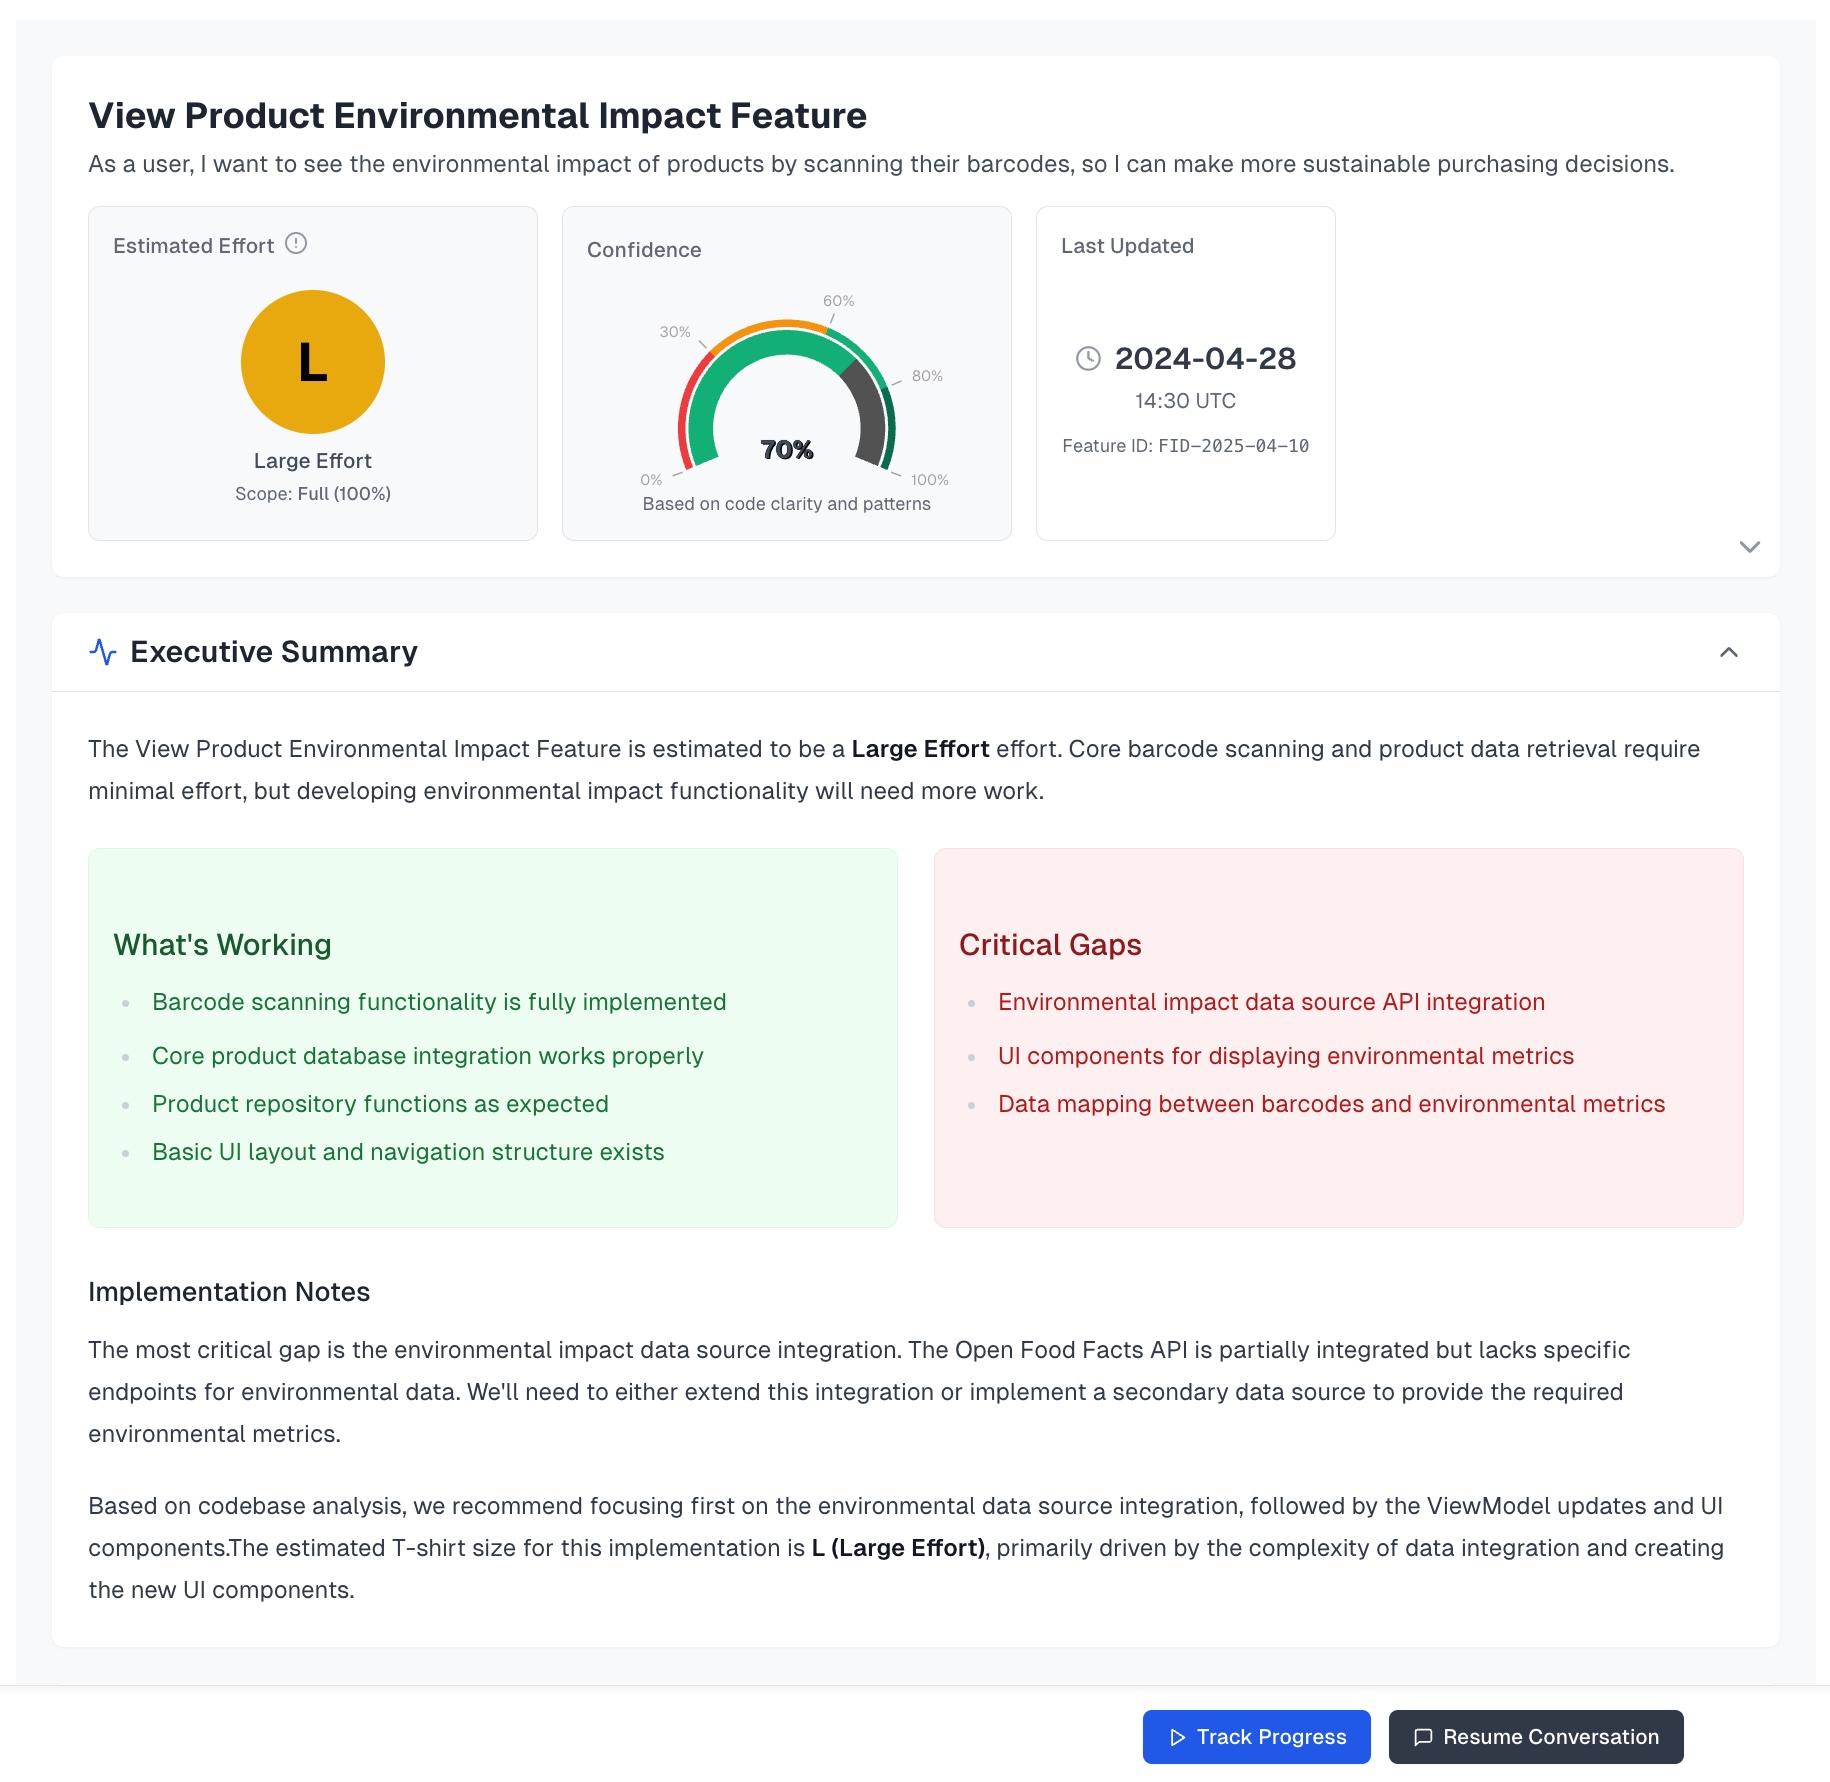 View Product Environmental Impact Feature
As a user, I want to see the environmental impact of products by scanning their barcodes, so I can make more sustainable purchasing decisions.
Estimated Effort
L
Large Effort
Scope: Full (100%)
Confidence
0%
30%
60%
80%
100%
70%
Based on code clarity and patterns
Last Updated
2024-04-28
14:30 UTC
Feature ID: FID-2025-04-10
Executive Summary
The View Product Environmental Impact Feature is estimated to be a Large Effort effort. Core barcode scanning and product data retrieval require
minimal effort, but developing environmental impact functionality will need more work.
What's Working
Barcode scanning functionality is fully implemented
Core product database integration works properly
Product repository functions as expected
Basic UI layout and navigation structure exists
Critical Gaps
Environmental impact data source API integration
UI components for displaying environmental metrics
Data mapping between barcodes and environmental metrics
Implementation Notes
The most critical gap is the environmental impact data source integration. The Open Food Facts API is partially integrated but lacks specific
endpoints for environmental data. We'll need to either extend this integration or implement a secondary data source to provide the required
environmental metrics.
Based on codebase analysis, we recommend focusing first on the environmental data source integration, followed by the ViewModel updates and UI
components.The estimated T-shirt size for this implementation is L (Large Effort), primarily driven by the complexity of data integration and creating
the new UI components.
Track Progress
Resume Conversation